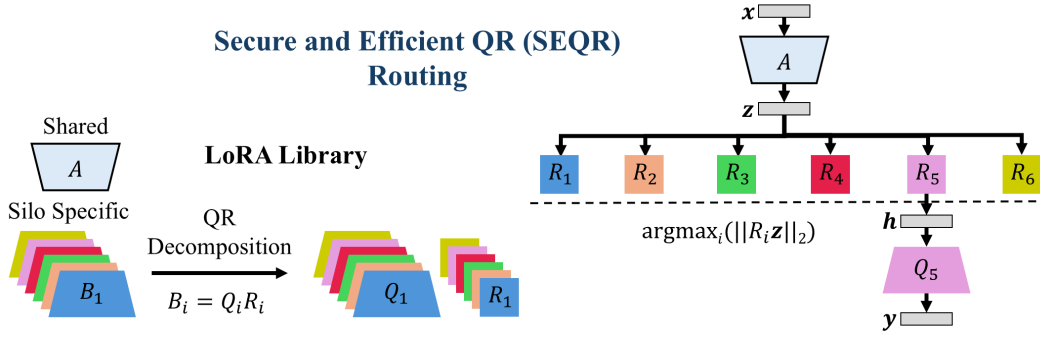 Secure and Efficient QR (SEQR)
Routing
Shared
A
Silo Specific
B₁
LoRA Library
QR
Decomposition
Bᵢ = QᵢRᵢ
Q₁
R₁
x
A
z
R₁ R₂ R₃ R₄ R₅ R₆
argmaxᵢ(||Rᵢz||₂)
h
Q₅
y